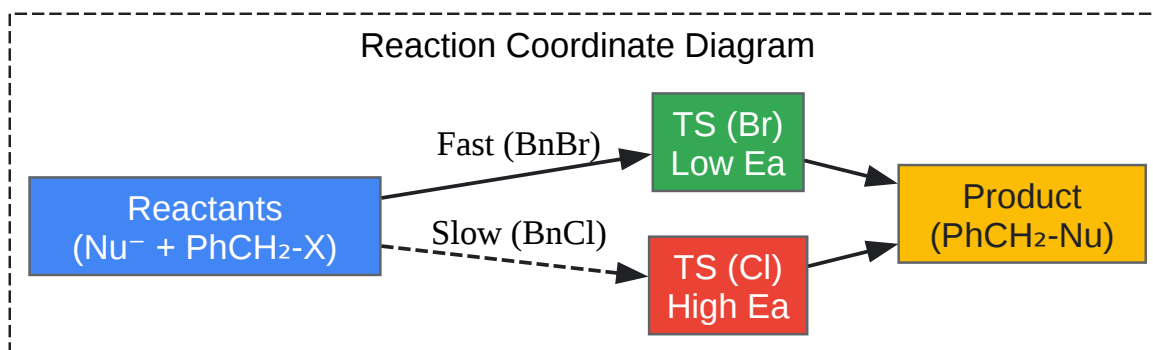 Reaction Coordinate Diagram
Reactants
(Nu⁻ + PhCH₂-X)
Fast (BnBr)
Slow (BnCl)
TS (Br)
Low Ea
TS (Cl)
High Ea
Product
(PhCH₂-Nu)